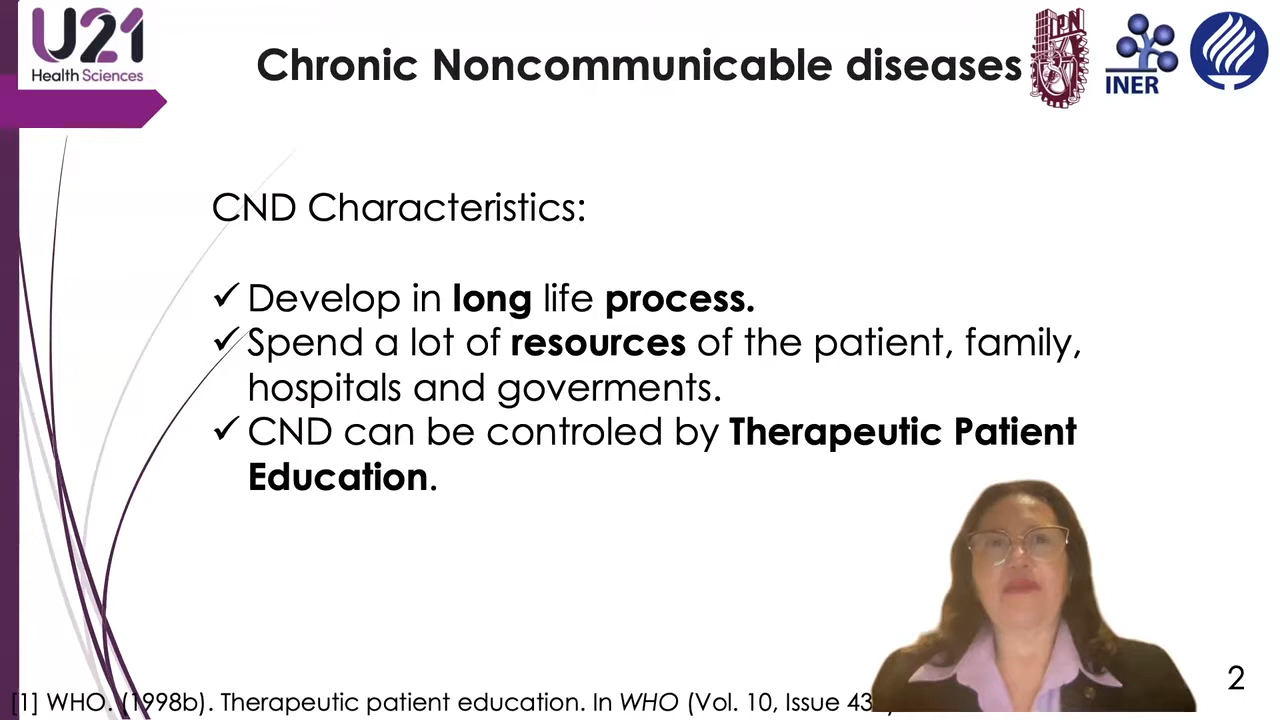 U21
Health Sciences
Chronic Noncommunicable diseases
IPN
INER
CND Characteristics:
✓ Develop in long life process.
✓ Spend a lot of resources of the patient, family,
hospitals and goverments.
✓ CND can be controled by Therapeutic Patient
Education.
2
[1] WHO. (1998b). Therapeutic patient education. In WHO (Vol. 10, Issue